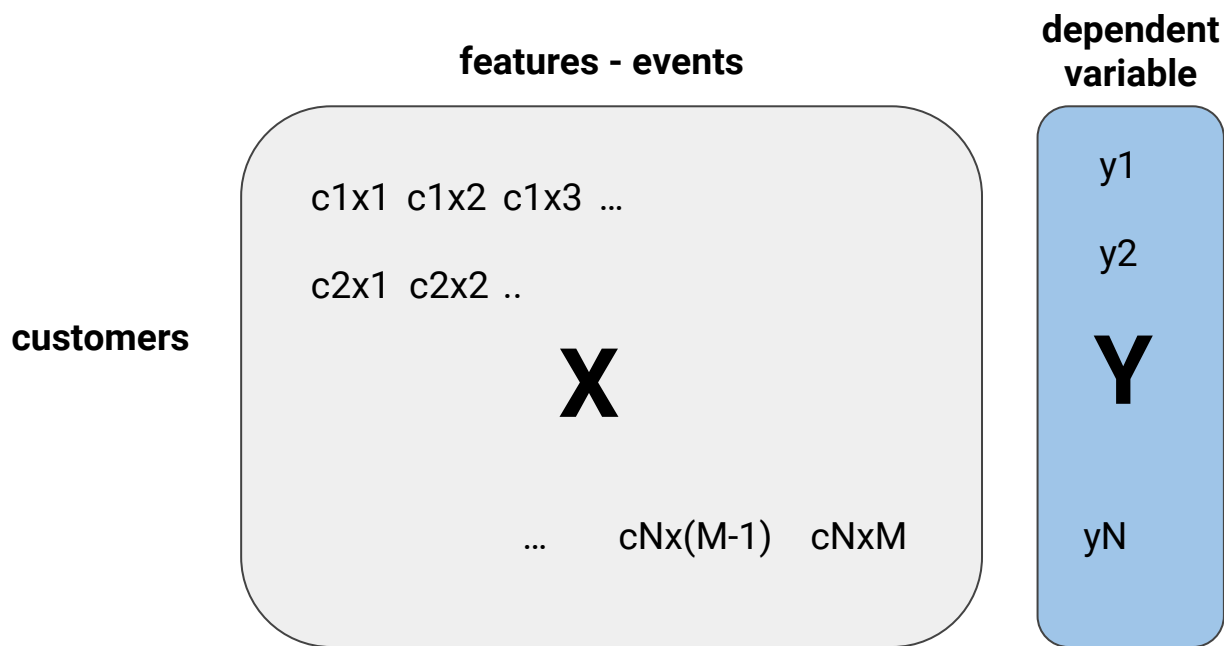 dependent
variable
features - events
c1x1 c1x2 c1x3 …
y1
c2x1 c2x2 ..
y2
customers
X
Y
… cNx(M-1) cNxM
yN